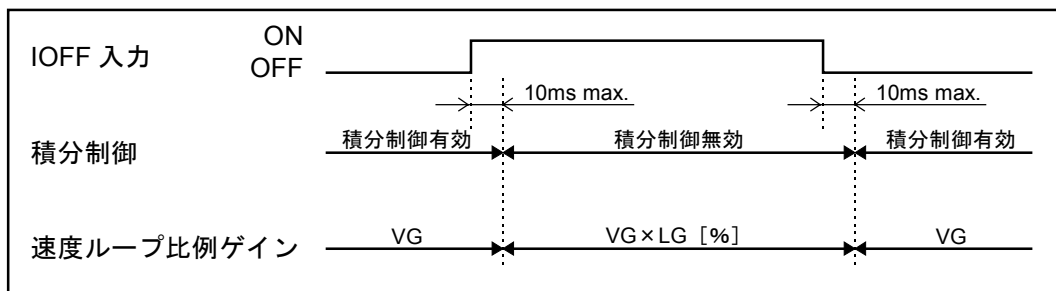 IOFF 入力
ON
OFF
10ms max.
10ms max.
積分制御
積分制御有効
積分制御無効
積分制御有効
速度ループ比例ゲイン
VG
VG×LG［%］
VG